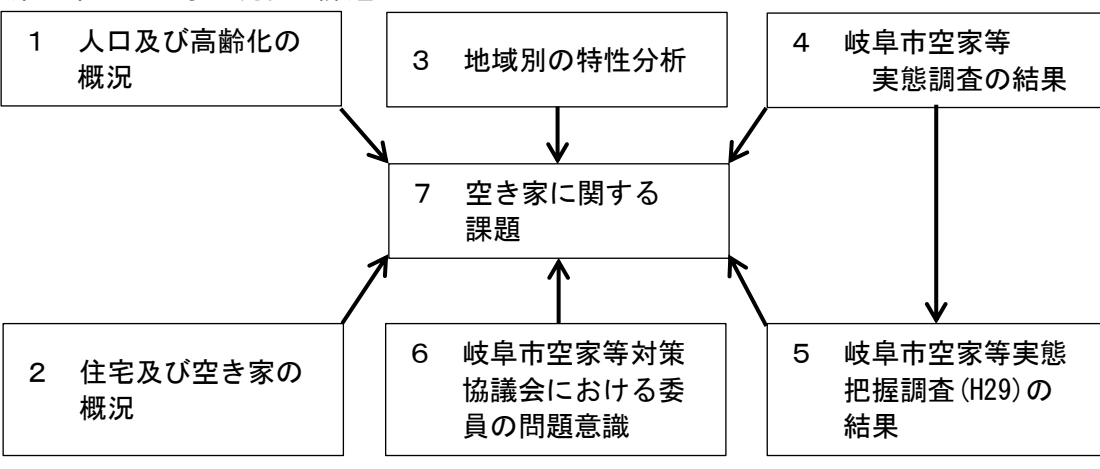 １　人口及び高齢化の
概況
３　地域別の特性分析
４　岐阜市空家等
実態調査の結果
７　空き家に関する
課題
２　住宅及び空き家の
概況
６　岐阜市空家等対策
協議会における委
員の問題意識
５　岐阜市空家等実態
把握調査(H29)の
結果